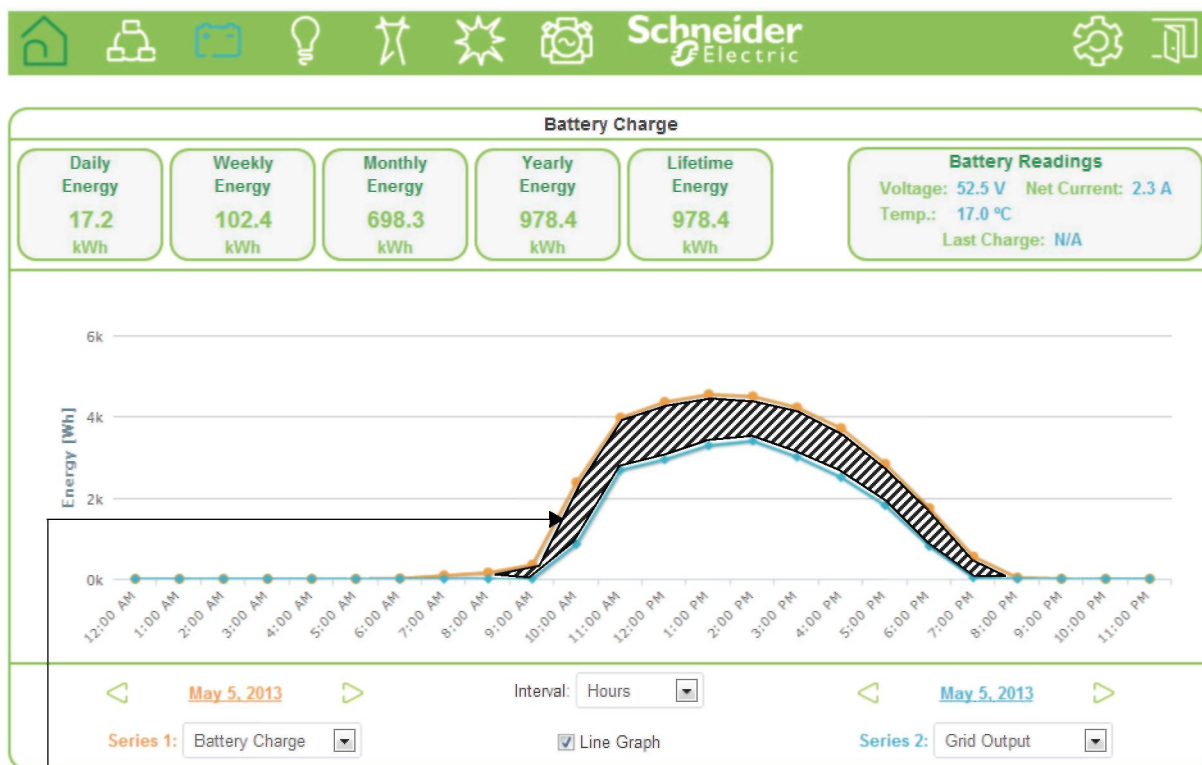 Schneider
Electric
Battery Charge
Daily Energy
17.2
kWh
Weekly Energy
102.4
kWh
Monthly Energy
698.3
kWh
Yearly Energy
978.4
kWh
Lifetime Energy
978.4
kWh
Battery Readings
Voltage: 52.5 V Net Current: 2.3 A
Temp.: 17.0 ºC
Last Charge: N/A
Energy [Wh]
6k
4k
2k
0k
12:00 AM
1:00 AM
2:00 AM
3:00 AM
4:00 AM
5:00 AM
6:00 AM
7:00 AM
8:00 AM
9:00 AM
10:00 AM
11:00 AM
12:00 PM
1:00 PM
2:00 PM
3:00 PM
4:00 PM
5:00 PM
6:00 PM
7:00 PM
8:00 PM
9:00 PM
10:00 PM
11:00 PM
May 5, 2013
Interval: Hours
May 5, 2013
Series 1: Battery Charge
Line Graph
Series 2: Grid Output